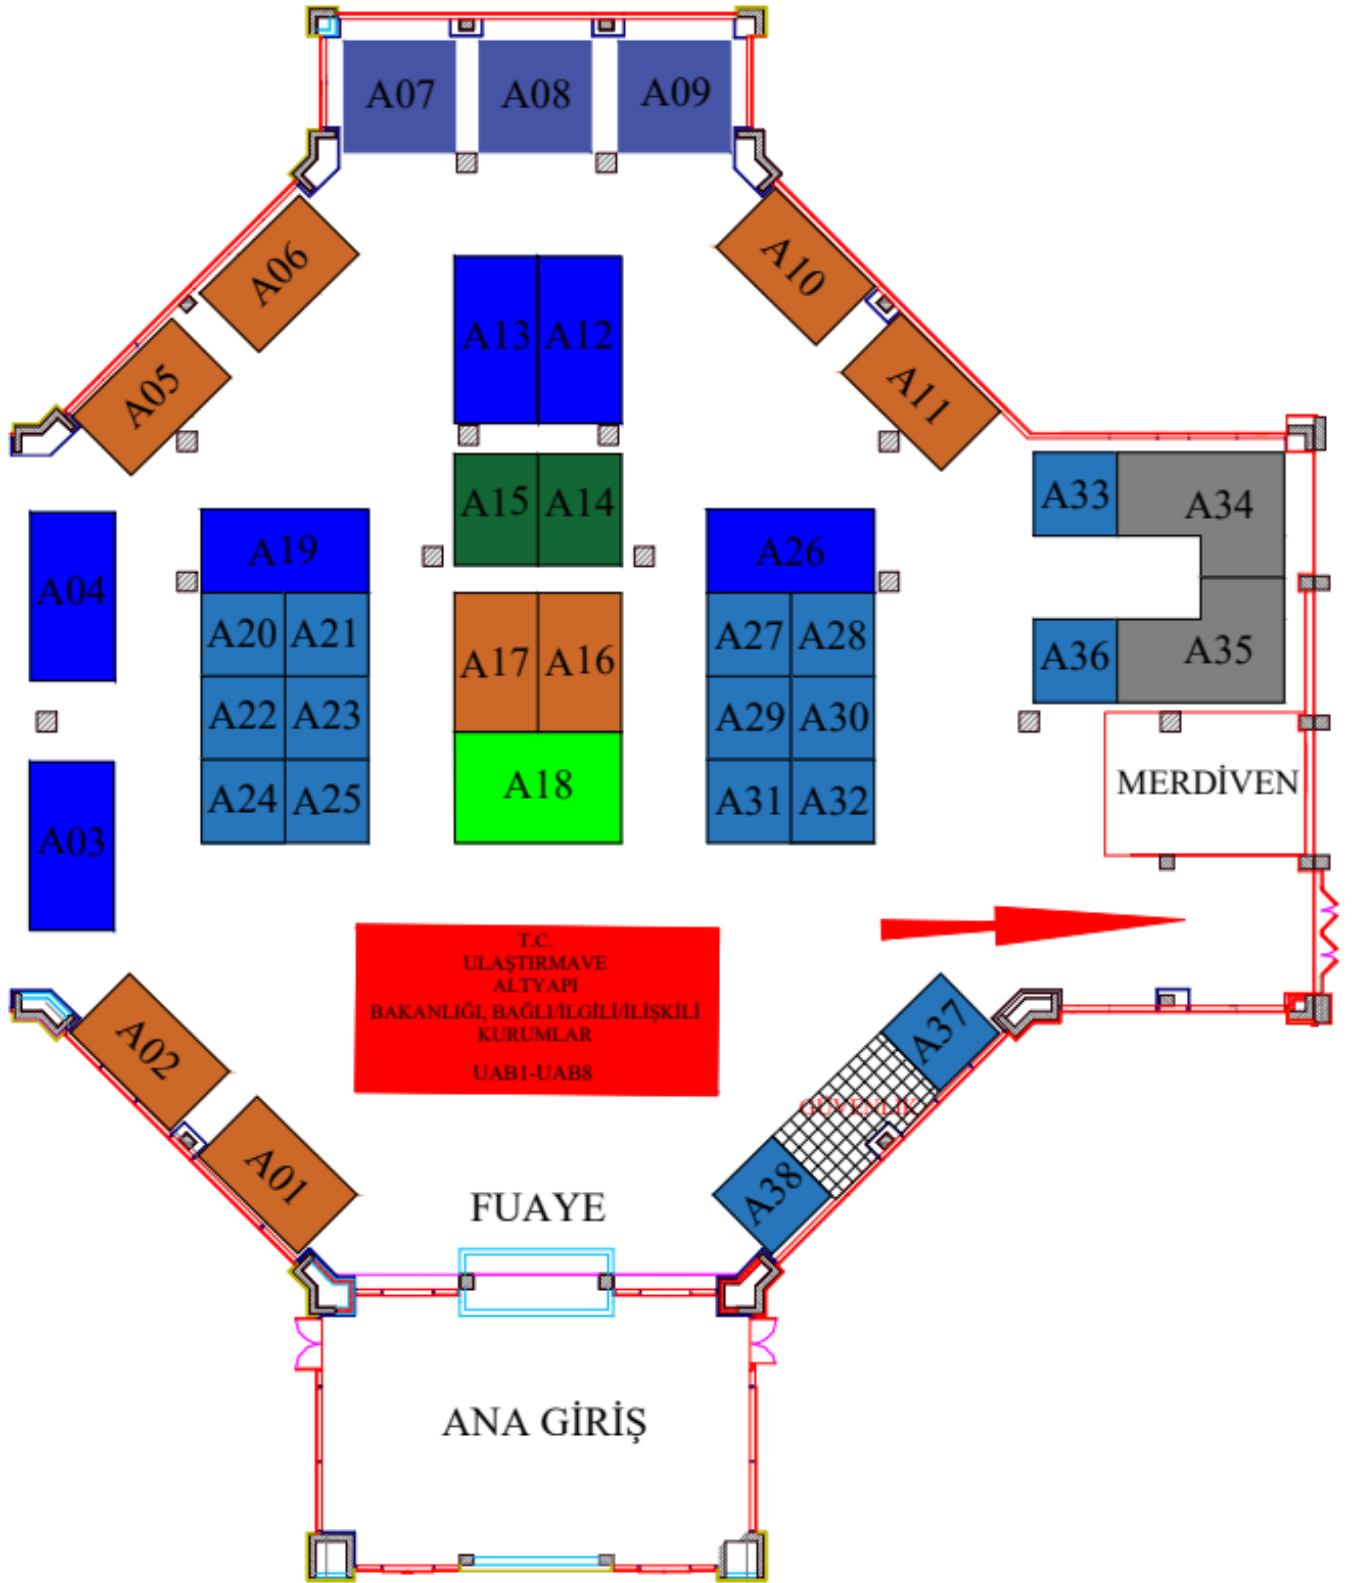 A07 A08 A09
A06
A10
A13 A12
A05
A11
A15 A14
A33
A34
A04
A19
A26
A20 A21
A17 A16
A27 A28
A36
A35
A22 A23
A29 A30
A24 A25
A18
A31 A32
MERDİVEN
A03
T.C.
ULAŞTIRMAVE
ALTYAPI
BAKANLIĞI, BAĞLI/İLGİLİ/İLİŞKİLİ
KURUMLAR
UAB1-UAB8
A02
A37
GÜVENLİK
A01
A38
FUAYE
ANA GİRİŞ